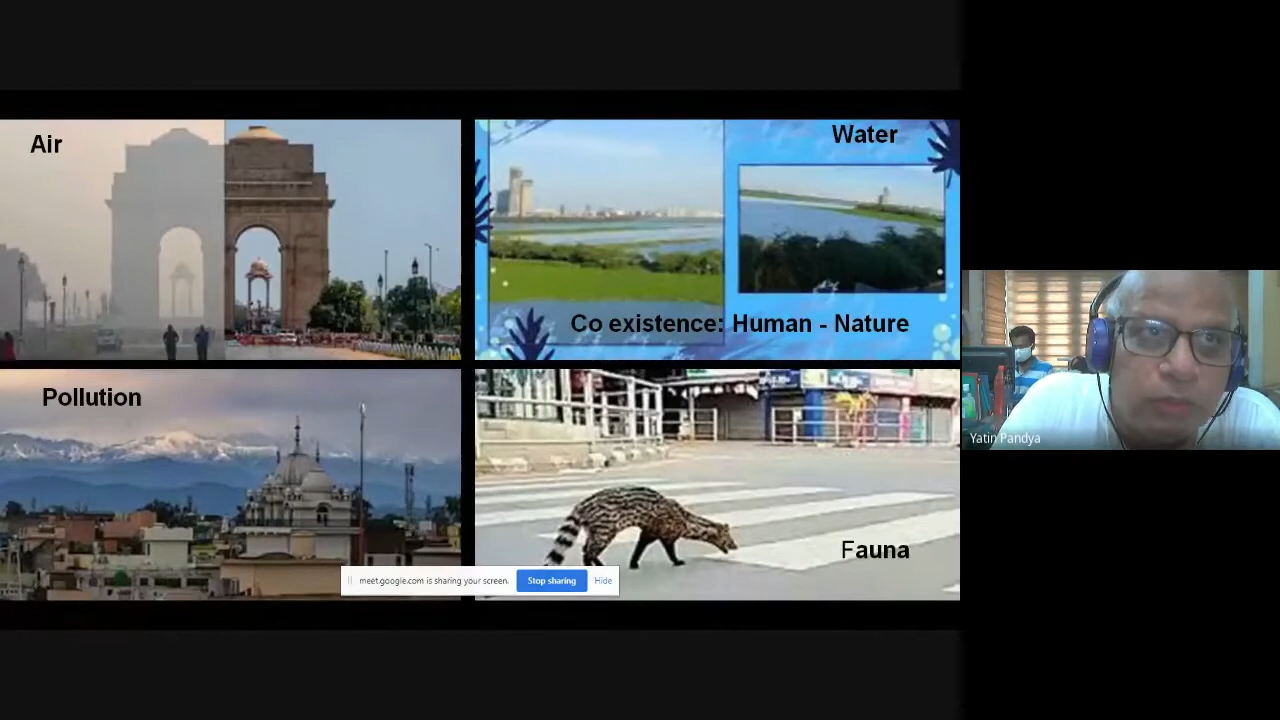 Air
Water
Co existence: Human - Nature
Pollution
Fauna
meet.google.com is sharing your screen.
Stop sharing
Hide
Yatin Pandya